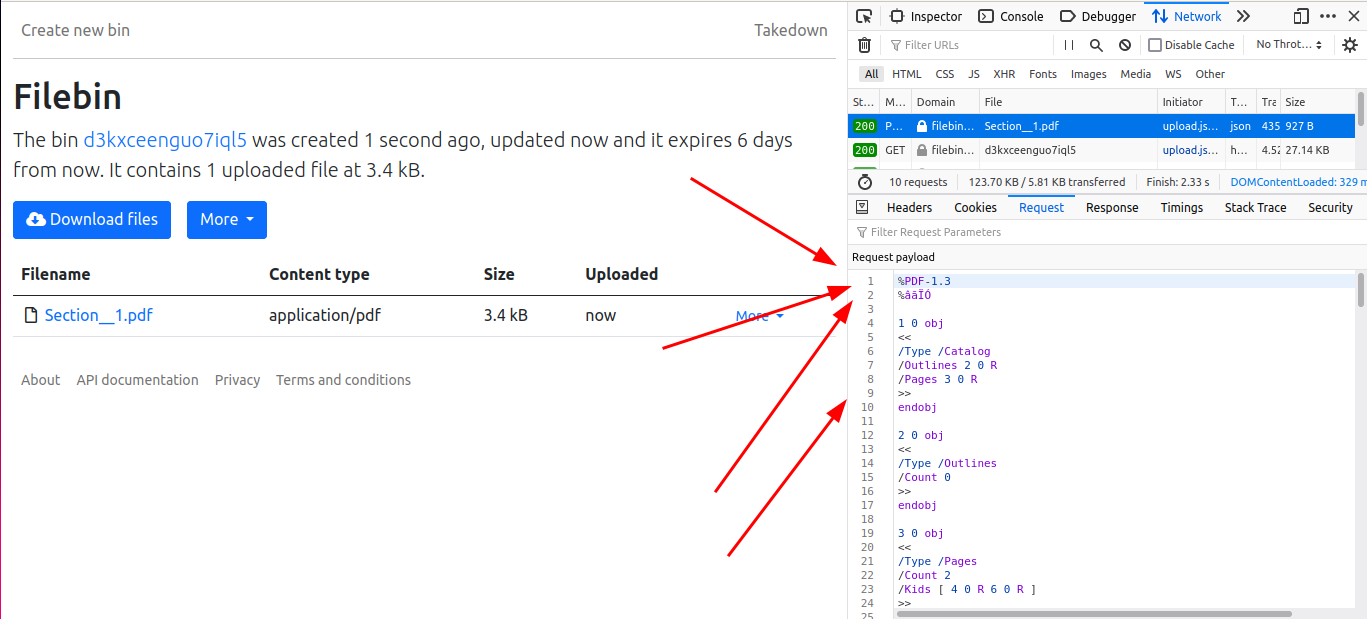 Create new bin
Takedown
Filebin
The bin d3kxceenguo7iql5 was created 1 second ago, updated now and it expires 6 days
from now. It contains 1 uploaded file at 3.4 kB.
Download files
More
Filename Content type Size Uploaded
Section__1.pdf application/pdf 3.4 kB now More
About API documentation Privacy Terms and conditions
Inspector Console Debugger Network
Filter URLs Disable Cache No Throt...
All HTML CSS JS XHR Fonts Images Media WS Other
St... M... Domain File Initiator T... Tra Size
200 P... filebin... Section__1.pdf upload.js... json 435 927 B
200 GET filebin... d3kxceenguo7iql5 upload.js... h... 4.52 27.14 KB
10 requests 123.70 KB / 5.81 KB transferred Finish: 2.33 s DOMContentLoaded: 329 m
Headers Cookies Request Response Timings Stack Trace Security
Filter Request Parameters
Request payload
1 %PDF-1.3
2 %âãÏÓ
3
4 1 0 obj
5 <<
6 /Type /Catalog
7 /Outlines 2 0 R
8 /Pages 3 0 R
9 >>
10 endobj
11
12 2 0 obj
13 <<
14 /Type /Outlines
15 /Count 0
16 >>
17 endobj
18
19 3 0 obj
20 <<
21 /Type /Pages
22 /Count 2
23 /Kids [ 4 0 R 6 0 R ]
24 >>
25